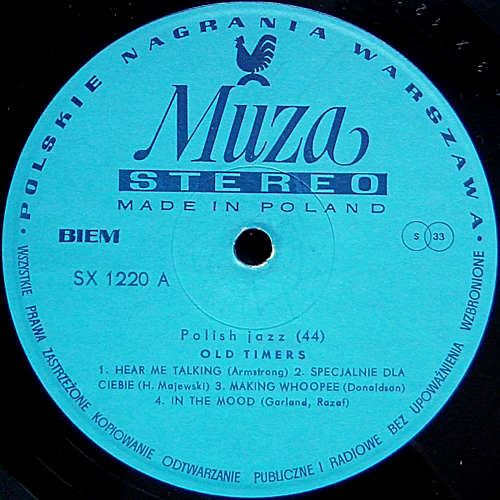 • POLSKIE NAGRANIA WARSZAWA •
Muza
STEREO
MADE IN POLAND
BIEM
S 33
SX 1220 A
Polish jazz (44)
OLD TIMERS
1. HEAR ME TALKING (Armstrong) 2. SPECJALNIE DLA
CIEBIE (H. Majewski) 3. MAKING WHOOPEE (Donaldson)
4. IN THE MOOD (Garland, Razaf)
WSZYSTKIE PRAWA ZASTRZEŻONE KOPIOWANIE ODTWARZANIE PUBLICZNE I RADIOWE BEZ UPOWAŻNIENIA WZBRONIONE